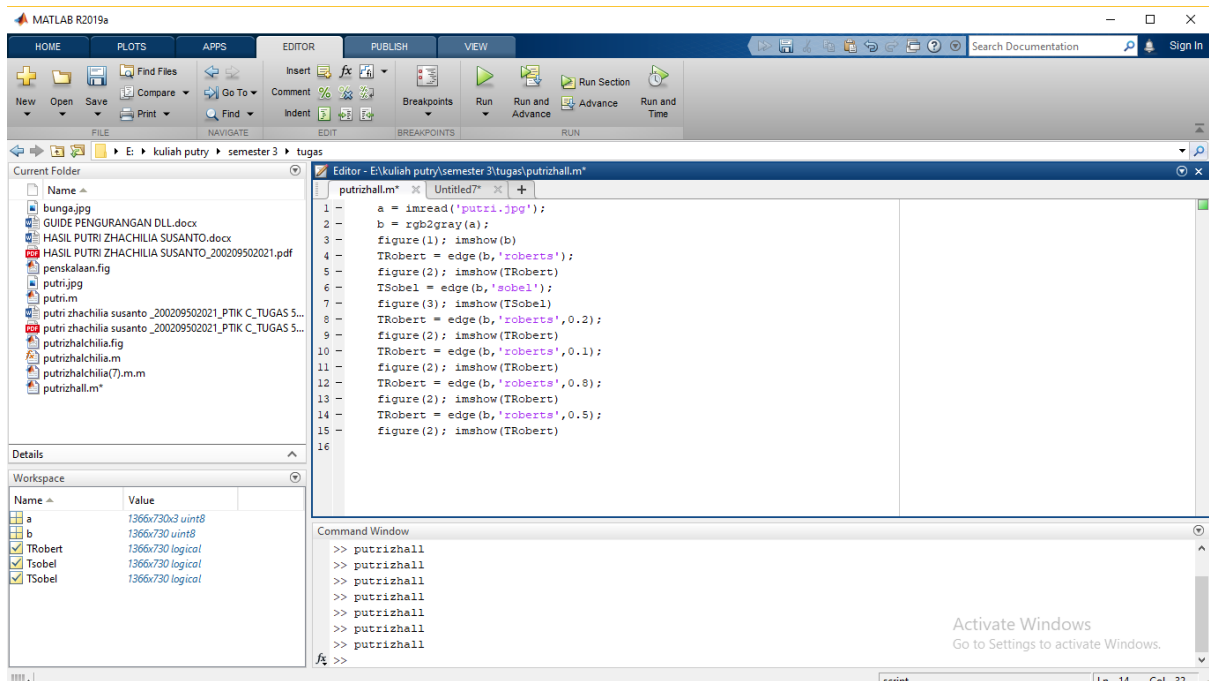 MATLAB R2019a
HOME PLOTS APPS EDITOR PUBLISH VIEW Search Documentation Sign In
New Open Save Find Files Compare Print Go To Find Insert Comment Indent fx Breakpoints Run Run and Advance Run Section Advance Run and Time
FILE NAVIGATE EDIT BREAKPOINTS RUN
E: kuliah putry semester 3 tugas
Current Folder
Name
bunga.jpg
GUIDE PENGURANGAN DLL.docx
HASIL PUTRI ZHACHILIA SUSANTO.docx
HASIL PUTRI ZHACHILIA SUSANTO_200209502021.pdf
penskalaan.fig
putri.jpg
putri.m
putri zhachilia susanto _200209502021_PTIK C_TUGAS 5...
putri zhachilia susanto _200209502021_PTIK C_TUGAS 5...
putrizhalchilia.fig
putrizhalchilia.m
putrizhalchilia(7).m.m
putrizhall.m*
Details
Workspace
Name Value
a 1366x730x3 uint8
b 1366x730 uint8
TRobert 1366x730 logical
Tsobel 1366x730 logical
TSobel 1366x730 logical
Editor - E:\kuliah putry\semester 3\tugas\putrizhall.m*
putrizhall.m* Untitled7* +
1 - a = imread('putri.jpg');
2 - b = rgb2gray(a);
3 - figure(1); imshow(b)
4 - TRobert = edge(b,'roberts');
5 - figure(2); imshow(TRobert)
6 - TSobel = edge(b,'sobel');
7 - figure(3); imshow(TSobel)
8 - TRobert = edge(b,'roberts',0.2);
9 - figure(2); imshow(TRobert)
10 - TRobert = edge(b,'roberts',0.1);
11 - figure(2); imshow(TRobert)
12 - TRobert = edge(b,'roberts',0.8);
13 - figure(2); imshow(TRobert)
14 - TRobert = edge(b,'roberts',0.5);
15 - figure(2); imshow(TRobert)
16
Command Window
>> putrizhall
>> putrizhall
>> putrizhall
>> putrizhall
>> putrizhall
>> putrizhall
>> putrizhall
fx >>
Activate Windows
Go to Settings to activate Windows.
script Ln 14 Col 32